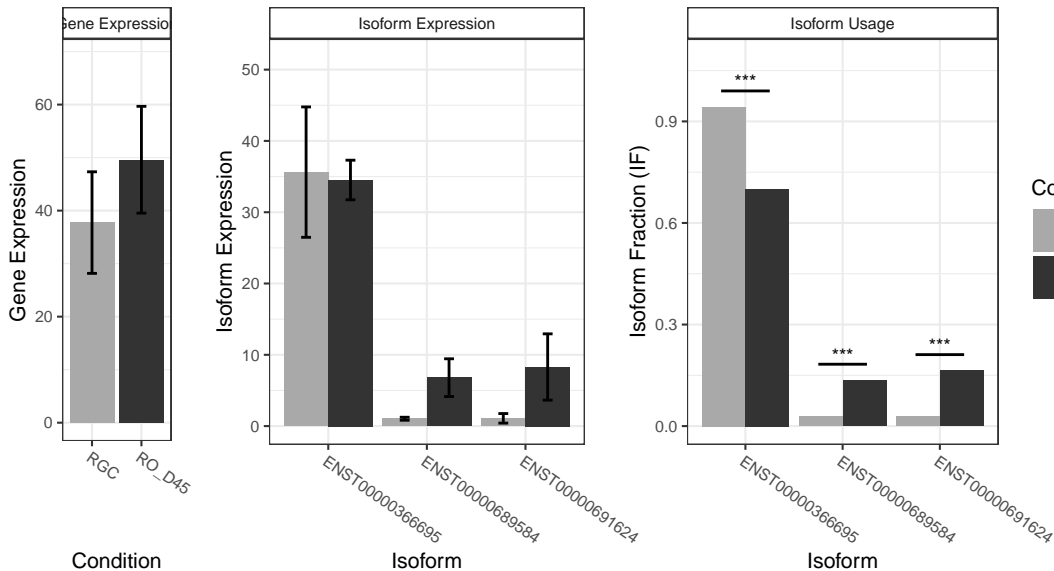 Gene Expression
Isoform Expression
Isoform Usage
Gene Expression
60
40
20
0
RGC
RO_D45
Condition
Isoform Expression
50
40
30
20
10
0
ENST00000366695
ENST00000689584
ENST00000691624
Isoform
Isoform Fraction (IF)
0.9
0.6
0.3
0.0
***
***
***
ENST00000366695
ENST00000689584
ENST00000691624
Isoform
Co